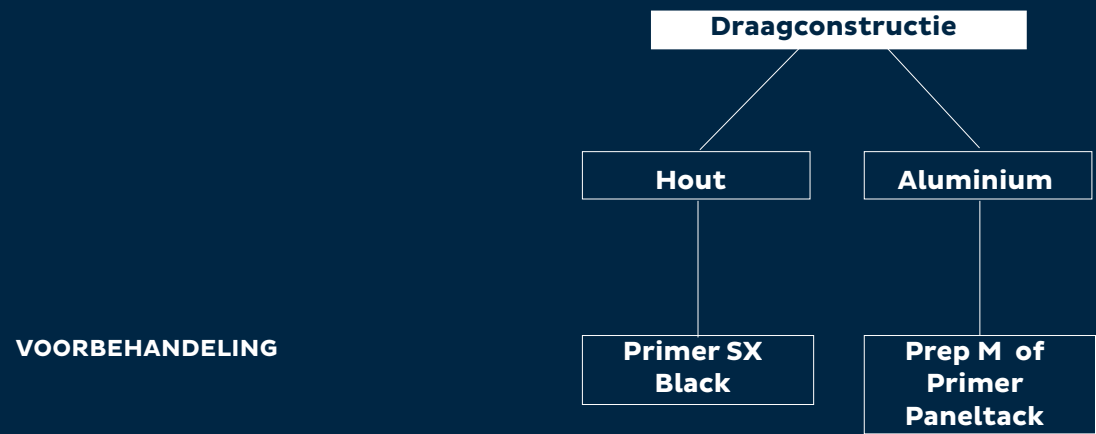 Draagconstructie
Hout
Aluminium
VOORBEHANDELING
Primer SX
Black
Prep M of
Primer
Paneltack